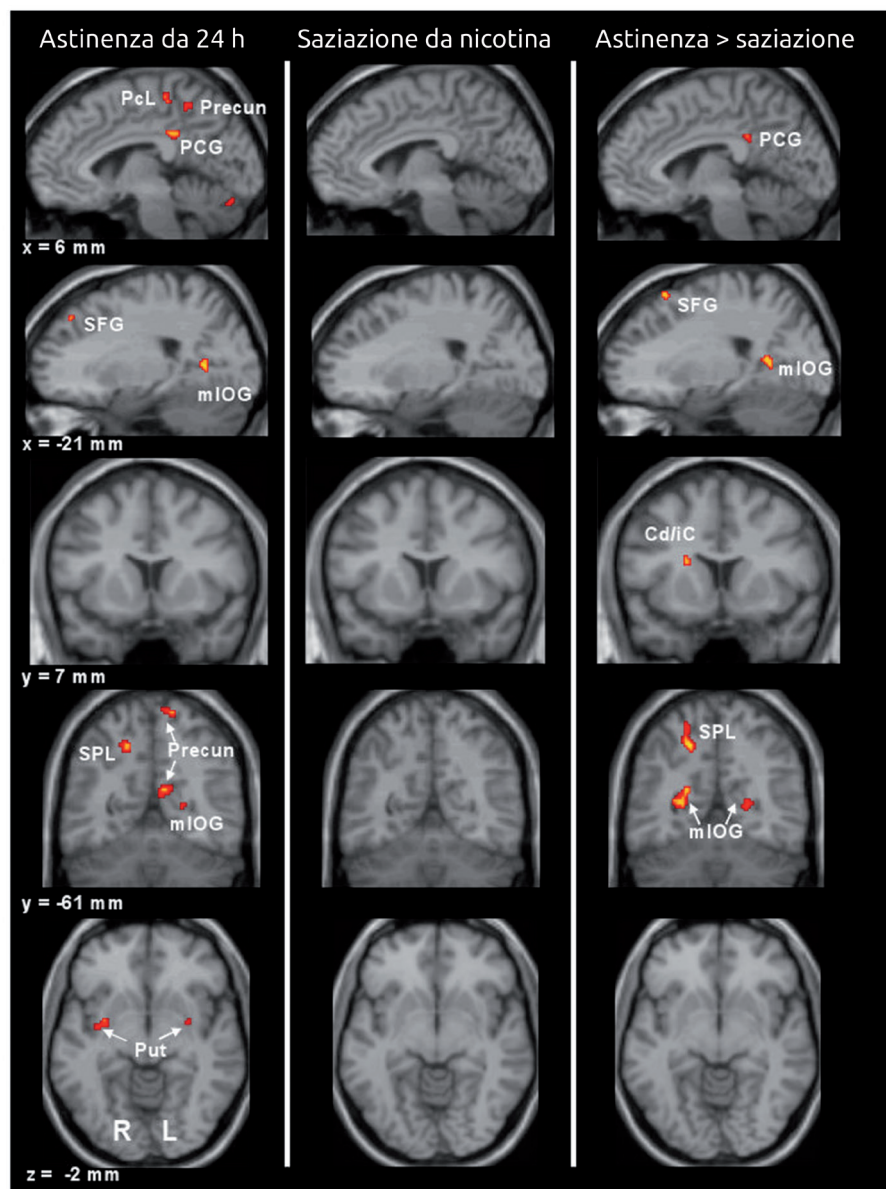 Astinenza da 24 h
Saziazione da nicotina
Astinenza > saziazione
PcL
Precun
PCG
PCG
x = 6 mm
SFG
mIOG
SFG
mIOG
x = -21 mm
Cd/iC
y = 7 mm
SPL
Precun
mIOG
SPL
mIOG
y = -61 mm
Put
R L
z = -2 mm